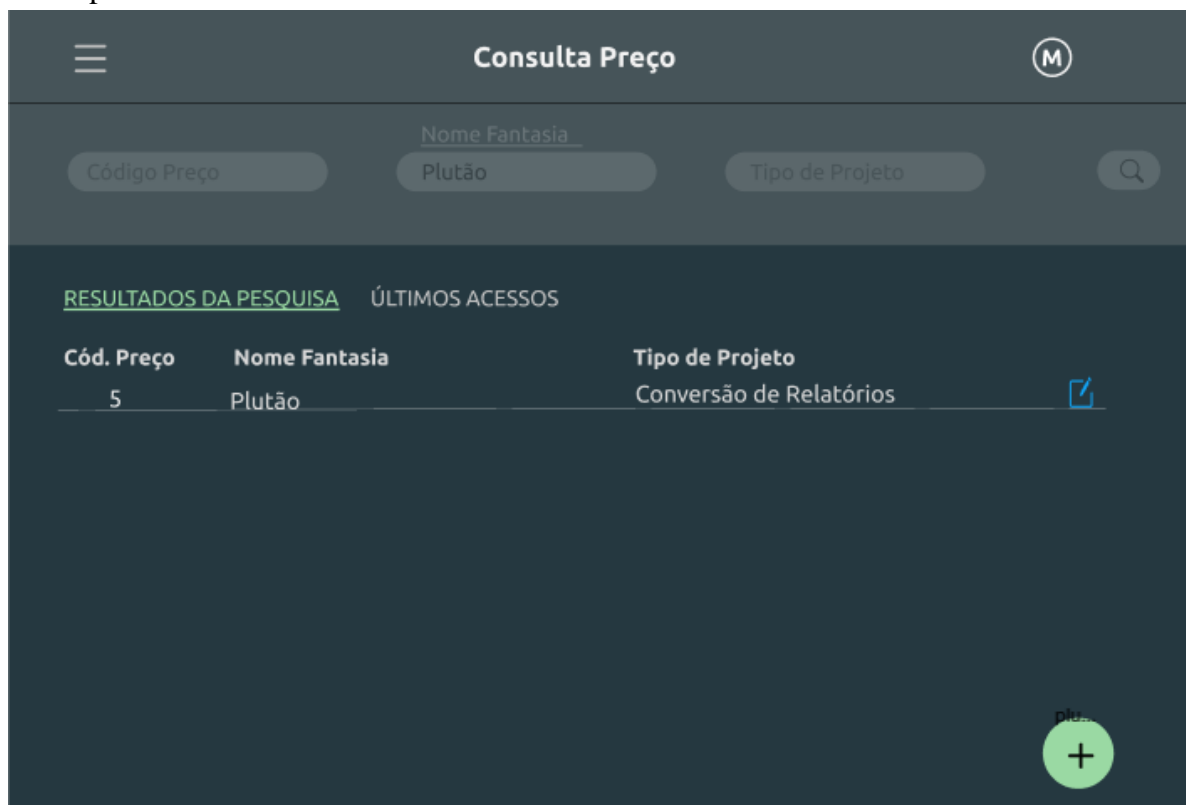 Consulta Preço
M
Nome Fantasia
Código Preço Plutão Tipo de Projeto
RESULTADOS DA PESQUISA ÚLTIMOS ACESSOS
Cód. Preço Nome Fantasia Tipo de Projeto
5 Plutão Conversão de Relatórios
plu...
+